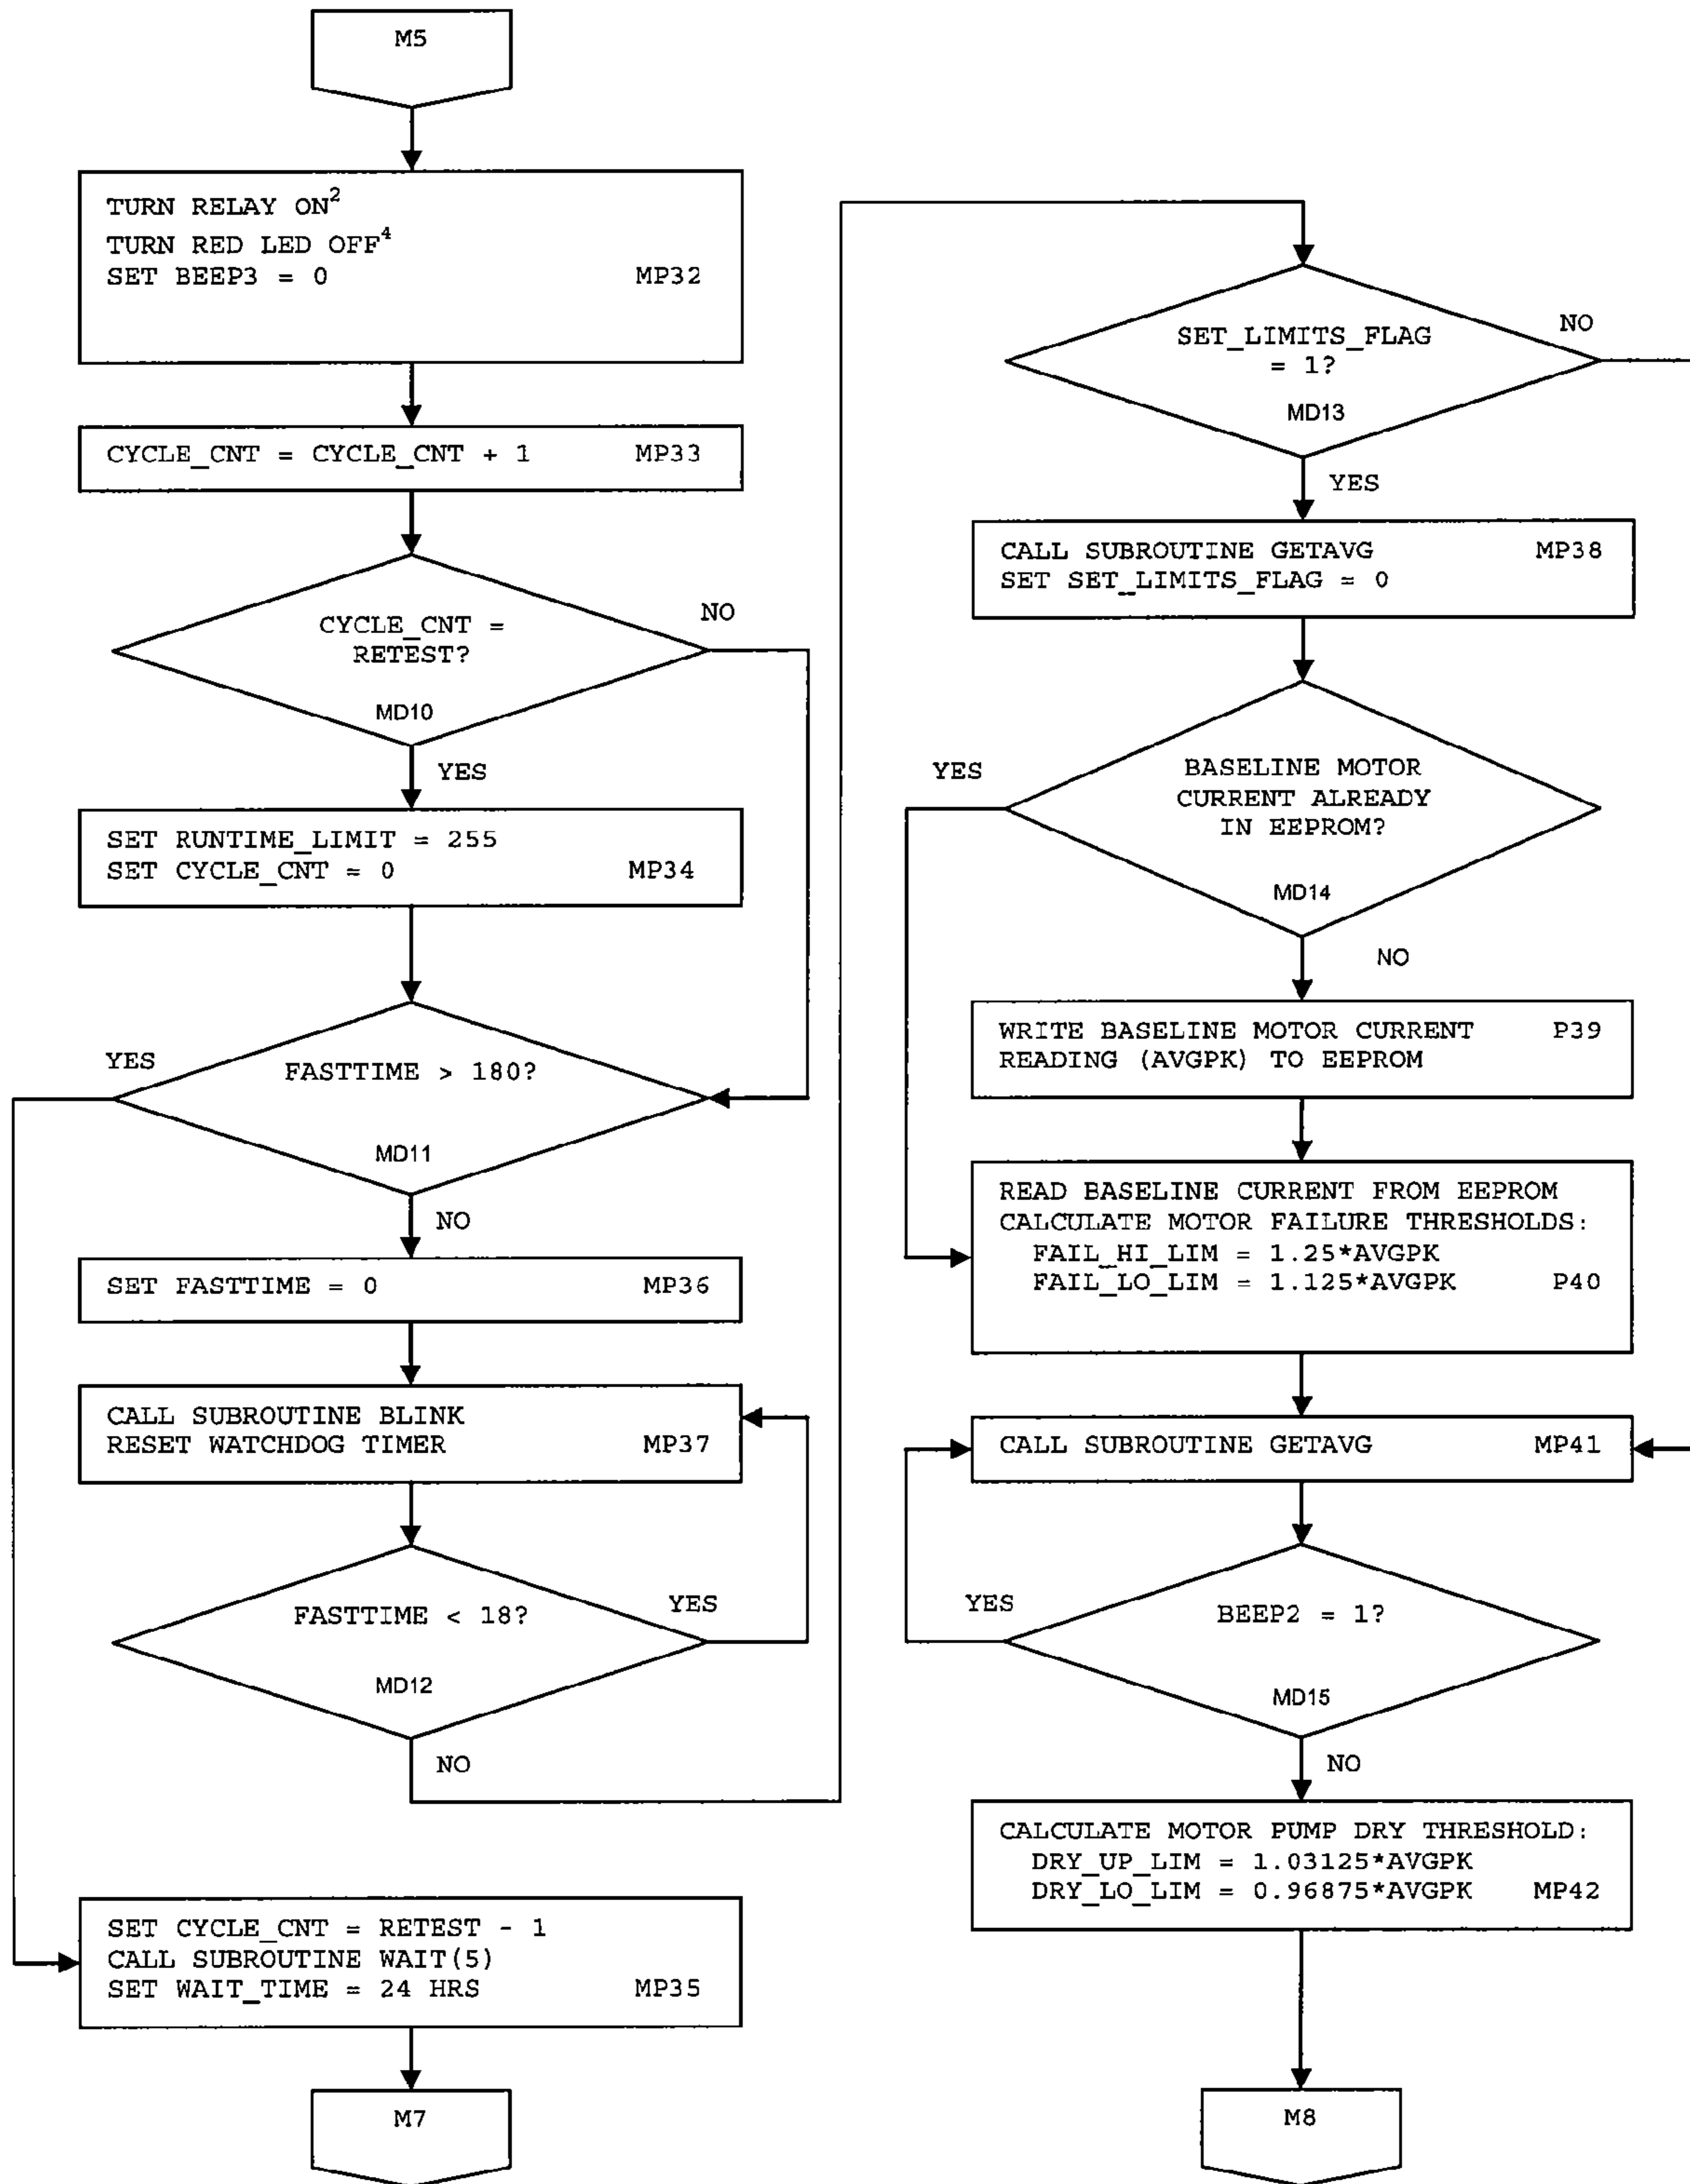 M5
TURN RELAY ON²
TURN RED LED OFF⁴
SET BEEP3 = 0 MP32
CYCLE_CNT = CYCLE_CNT + 1 MP33
CYCLE_CNT =
RETEST?
MD10
NO
YES
SET RUNTIME_LIMIT = 255
SET CYCLE_CNT = 0 MP34
FASTTIME > 180?
MD11
YES
NO
SET FASTTIME = 0 MP36
CALL SUBROUTINE BLINK
RESET WATCHDOG TIMER MP37
FASTTIME < 18?
MD12
YES
NO
SET CYCLE_CNT = RETEST - 1
CALL SUBROUTINE WAIT(5)
SET WAIT_TIME = 24 HRS MP35
M7
SET_LIMITS_FLAG
= 1?
MD13
NO
YES
CALL SUBROUTINE GETAVG MP38
SET SET_LIMITS_FLAG = 0
BASELINE MOTOR
CURRENT ALREADY
IN EEPROM?
MD14
YES
NO
WRITE BASELINE MOTOR CURRENT P39
READING (AVGPK) TO EEPROM
READ BASELINE CURRENT FROM EEPROM
CALCULATE MOTOR FAILURE THRESHOLDS:
FAIL_HI_LIM = 1.25*AVGPK
FAIL_LO_LIM = 1.125*AVGPK P40
CALL SUBROUTINE GETAVG MP41
BEEP2 = 1?
MD15
YES
NO
CALCULATE MOTOR PUMP DRY THRESHOLD:
DRY_UP_LIM = 1.03125*AVGPK
DRY_LO_LIM = 0.96875*AVGPK MP42
M8